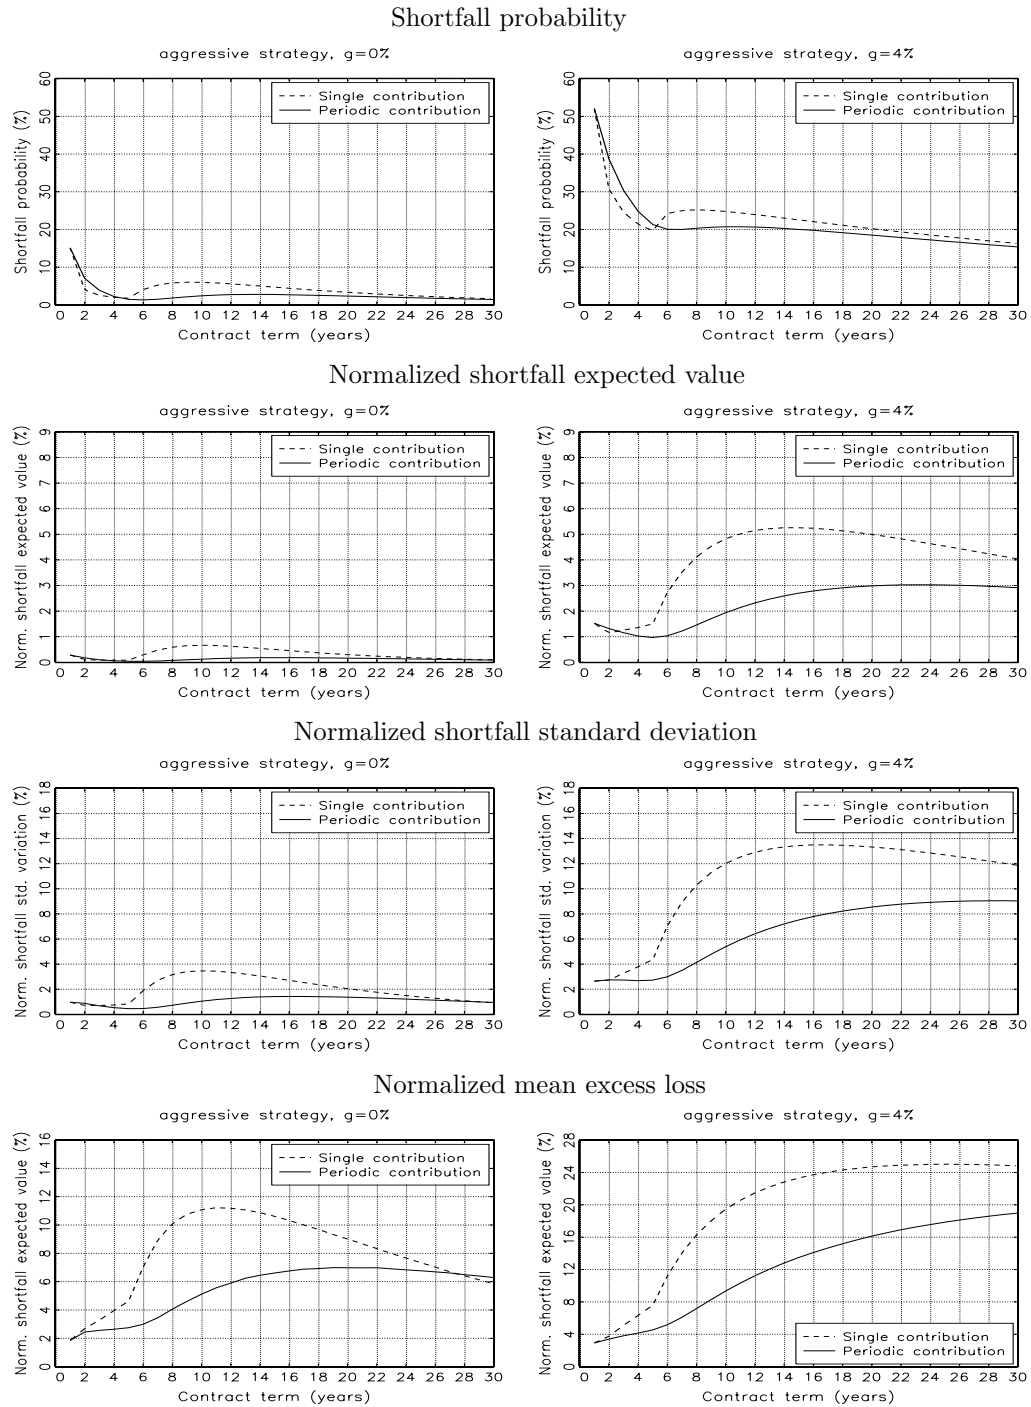 Shortfall probability
aggressive strategy, g=0%
Shortfall probability (%)
60
50
40
30
20
10
0
Single contribution
Periodic contribution
0 2 4 6 8 10 12 14 16 18 20 22 24 26 28 30
Contract term (years)
aggressive strategy, g=4%
Shortfall probability (%)
60
50
40
30
20
10
0
Single contribution
Periodic contribution
0 2 4 6 8 10 12 14 16 18 20 22 24 26 28 30
Contract term (years)
Normalized shortfall expected value
aggressive strategy, g=0%
Norm. shortfall expected value (%)
9
8
7
6
5
4
3
2
1
0
Single contribution
Periodic contribution
0 2 4 6 8 10 12 14 16 18 20 22 24 26 28 30
Contract term (years)
aggressive strategy, g=4%
Norm. shortfall expected value (%)
9
8
7
6
5
4
3
2
1
0
Single contribution
Periodic contribution
0 2 4 6 8 10 12 14 16 18 20 22 24 26 28 30
Contract term (years)
Normalized shortfall standard deviation
aggressive strategy, g=0%
Norm. shortfall std. variation (%)
18
16
14
12
10
8
6
4
2
0
Single contribution
Periodic contribution
0 2 4 6 8 10 12 14 16 18 20 22 24 26 28 30
Contract term (years)
aggressive strategy, g=4%
Norm. shortfall std. variation (%)
18
16
14
12
10
8
6
4
2
0
Single contribution
Periodic contribution
0 2 4 6 8 10 12 14 16 18 20 22 24 26 28 30
Contract term (years)
Normalized mean excess loss
aggressive strategy, g=0%
Norm. shortfall expected value (%)
16
14
12
10
8
6
4
2
0
Single contribution
Periodic contribution
0 2 4 6 8 10 12 14 16 18 20 22 24 26 28 30
Contract term (years)
aggressive strategy, g=4%
Norm. shortfall expected value (%)
28
24
20
16
12
8
4
0
Single contribution
Periodic contribution
0 2 4 6 8 10 12 14 16 18 20 22 24 26 28 30
Contract term (years)